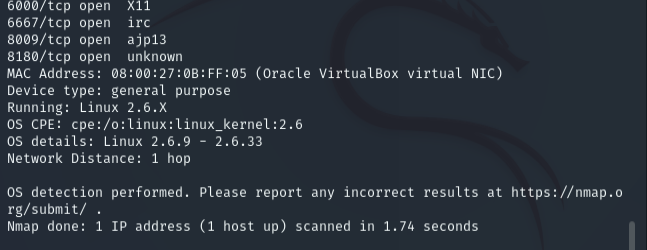 6000/tcp open  X11
6667/tcp open  irc
8009/tcp open  ajp13
8180/tcp open  unknown
MAC Address: 08:00:27:0B:FF:05 (Oracle VirtualBox virtual NIC)
Device type: general purpose
Running: Linux 2.6.X
OS CPE: cpe:/o:linux:linux_kernel:2.6
OS details: Linux 2.6.9 - 2.6.33
Network Distance: 1 hop

OS detection performed. Please report any incorrect results at https://nmap.o
rg/submit/ .
Nmap done: 1 IP address (1 host up) scanned in 1.74 seconds